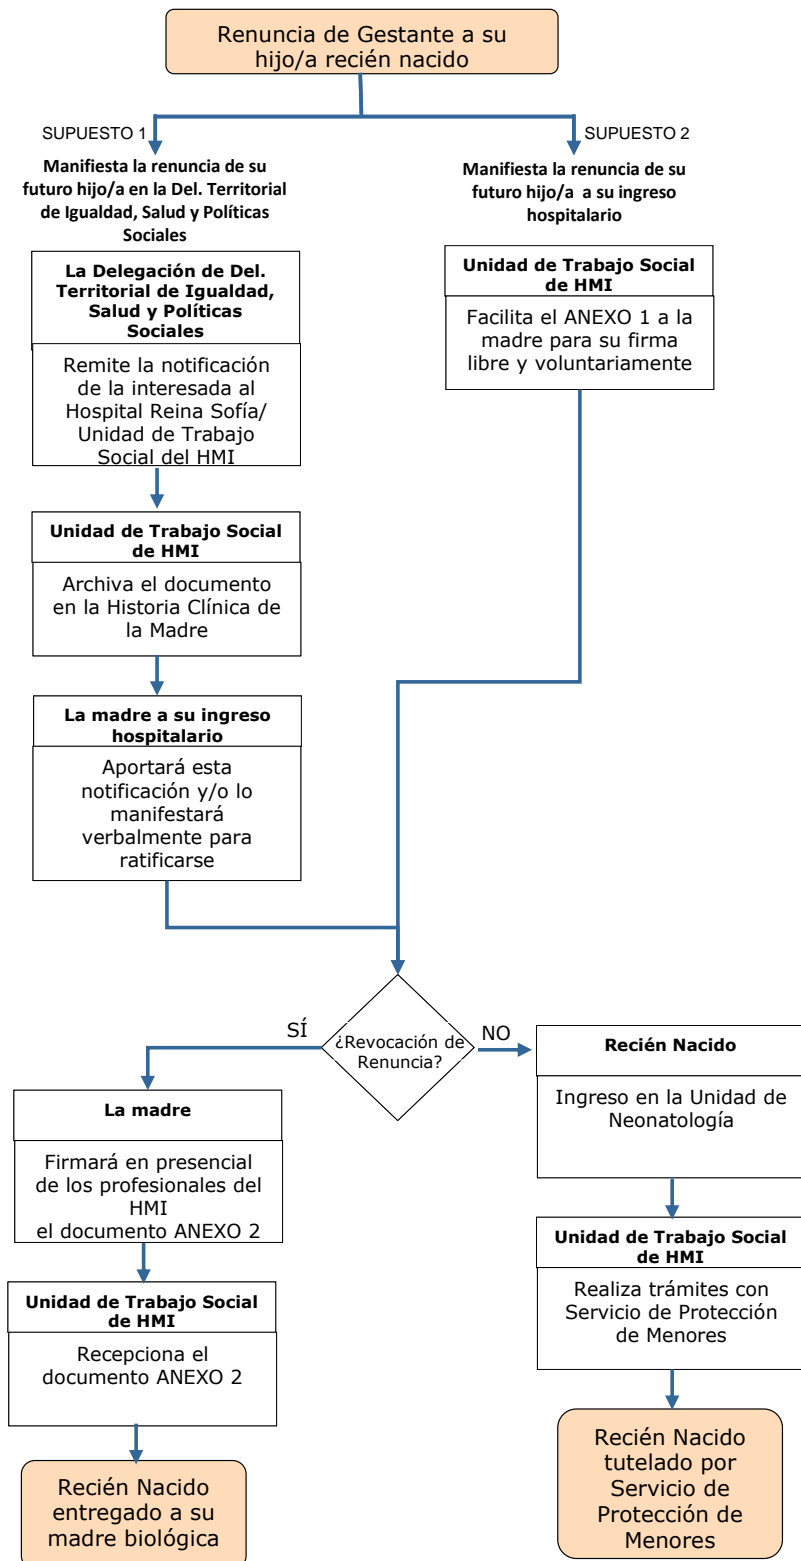 Renuncia de Gestante a su
hijo/a recién nacido
SUPUESTO 1
Manifiesta la renuncia de su
futuro hijo/a en la Del. Territorial
de Igualdad, Salud y Políticas
Sociales
La Delegación de Del.
Territorial de Igualdad,
Salud y Políticas
Sociales
Remite la notificación
de la interesada al
Hospital Reina Sofía/
Unidad de Trabajo
Social del HMI
Unidad de Trabajo Social
de HMI
Archiva el documento
en la Historia Clínica de
la Madre
La madre a su ingreso
hospitalario
Aportará esta
notificación y/o lo
manifestará
verbalmente para
ratificarse
SUPUESTO 2
Manifiesta la renuncia de su
futuro hijo/a a su ingreso
hospitalario
Unidad de Trabajo Social
de HMI
Facilita el ANEXO 1 a la
madre para su firma
libre y voluntariamente
¿Revocación de
Renuncia?
SÍ
La madre
Firmará en presencial
de los profesionales del
HMI
el documento ANEXO 2
Unidad de Trabajo Social
de HMI
Recepciona el
documento ANEXO 2
Recién Nacido
entregado a su
madre biológica
NO
Recién Nacido
Ingreso en la Unidad de
Neonatología
Unidad de Trabajo Social
de HMI
Realiza trámites con
Servicio de Protección
de Menores
Recién Nacido
tutelado por
Servicio de
Protección de
Menores